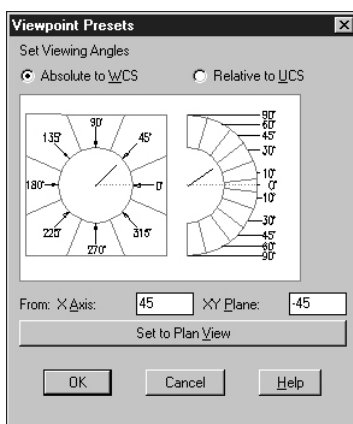 Viewpoint Presets
Set Viewing Angles
Absolute to WCS
Relative to UCS
90°
135° 45°
180° 0°
225° 315°
270°
90°
60°
45°
30°
10°
0°
-10°
-30°
-45°
-60°
-90°
From: X Axis: 45 XY Plane: -45
Set to Plan View
OK Cancel Help